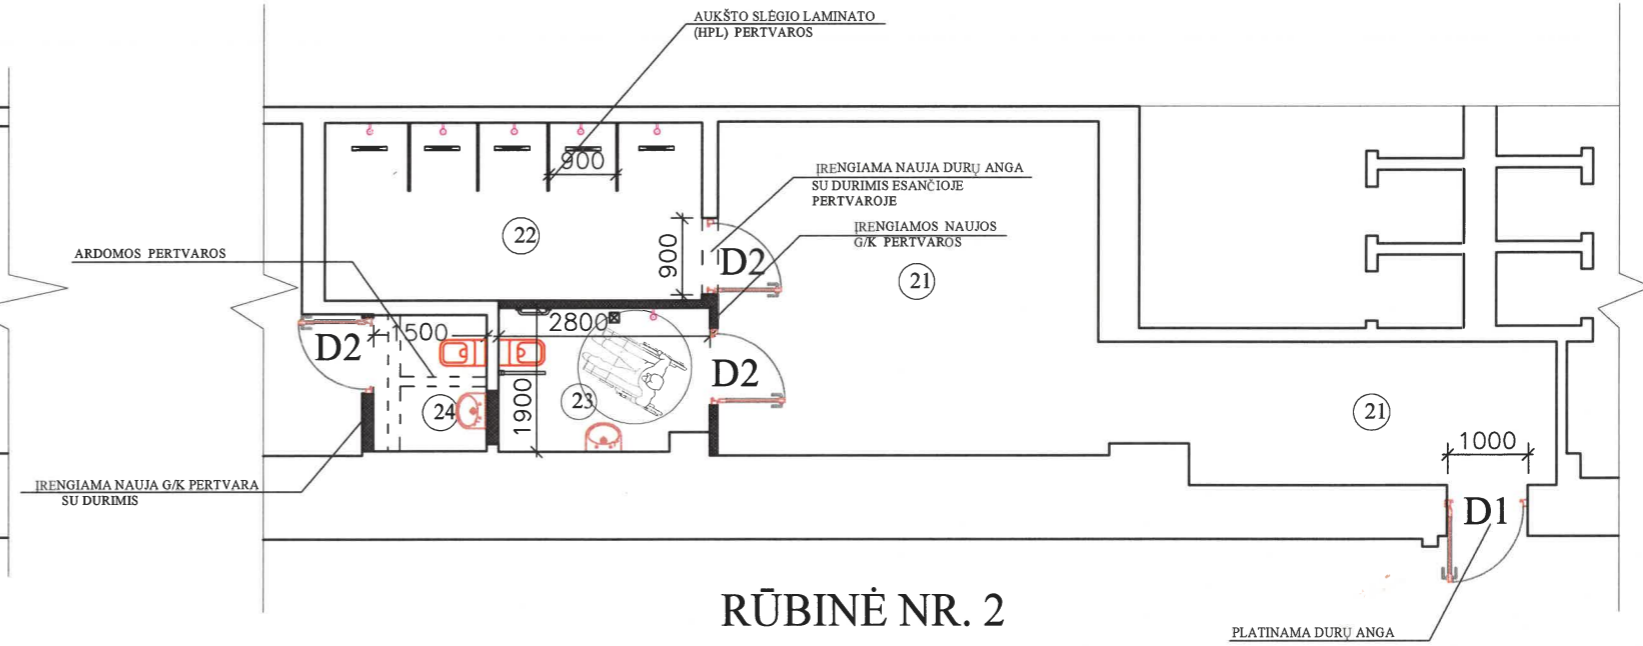 AUKŠTO SLĖGIO LAMINATO
(HPL) PERTVAROS
900
ĮRENGIAMA NAUJA DURŲ ANGA
SU DURIMIS ESANČIOJE
PERTVAROJE
22
ĮRENGIAMOS NAUJOS
G/K PERTVAROS
ARDOMOS PERTVAROS
900
D2
21
1500
2800
D2
D2
23
24
1900
21
1000
ĮRENGIAMA NAUJA G/K PERTVARA
SU DURIMIS
D1
RŪBINĖ NR. 2
PLATINAMA DURŲ ANGA